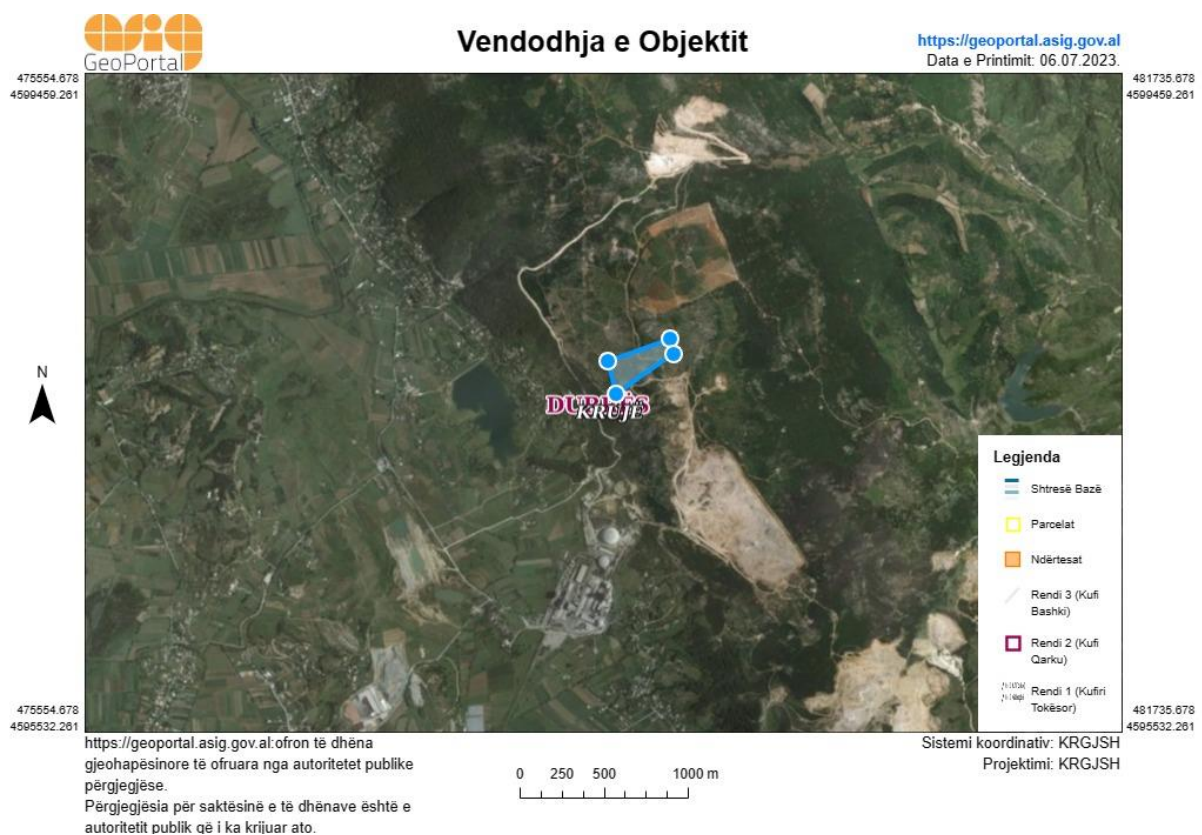 asig
GeoPortal
Vendodhja e Objektit
https://geoportal.asig.gov.al
Data e Printimit: 06.07.2023.
475554.678
4599459.261
481735.678
4599459.261
N
DURRËS
KRUJË
Legjenda
Shtresë Bazë
Parcelat
Ndërtesat
Rendi 3 (Kufi
Bashki)
Rendi 2 (Kufi
Qarku)
Rendi 1 (Kufiri
Tokësor)
475554.678
4595532.261
481735.678
4595532.261
https://geoportal.asig.gov.al:ofron të dhëna
gjeohapësinore të ofruara nga autoritetet publike
përgjegjëse.
Përgjegjësia për saktësinë e të dhënave është e
autoritetit publik që i ka krijuar ato.
0 250 500 1000 m
Sistemi koordinativ: KRGJSH
Projektimi: KRGJSH